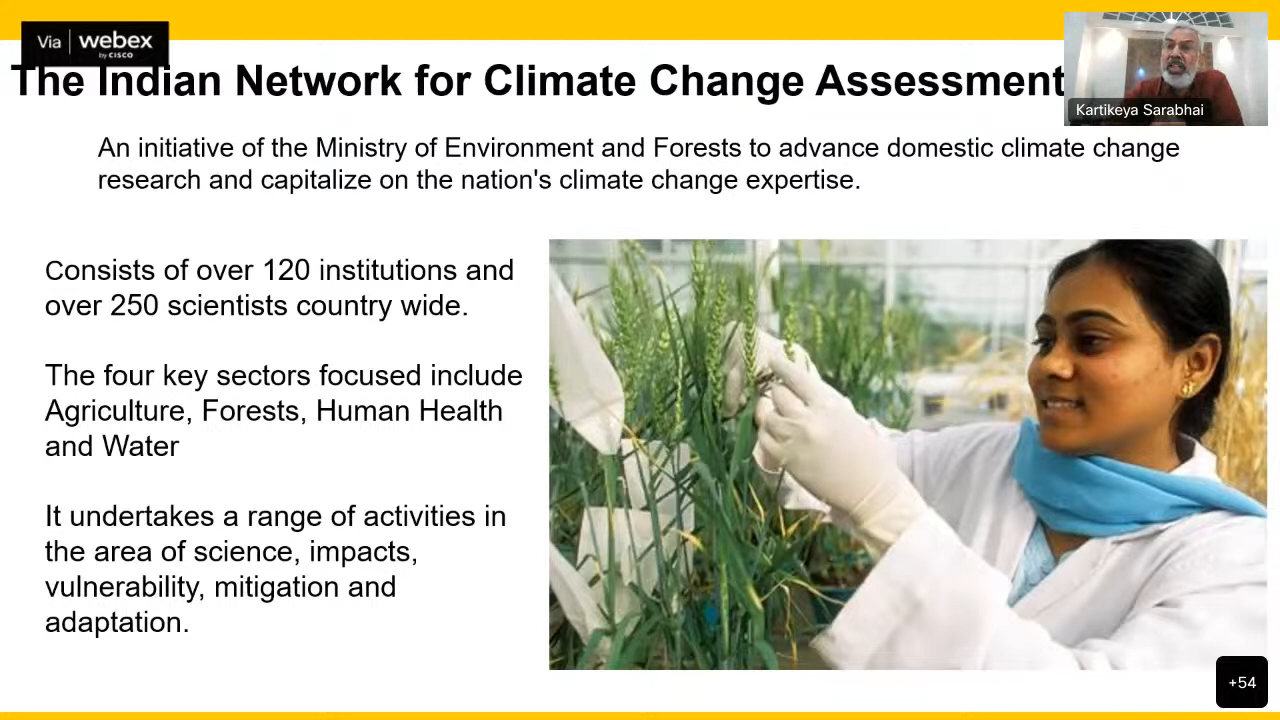 Via webex
by CISCO
The Indian Network for Climate Change Assessment
Kartikeya Sarabhai
An initiative of the Ministry of Environment and Forests to advance domestic climate change
research and capitalize on the nation's climate change expertise.
Consists of over 120 institutions and
over 250 scientists country wide.
The four key sectors focused include
Agriculture, Forests, Human Health
and Water
It undertakes a range of activities in
the area of science, impacts,
vulnerability, mitigation and
adaptation.
+54